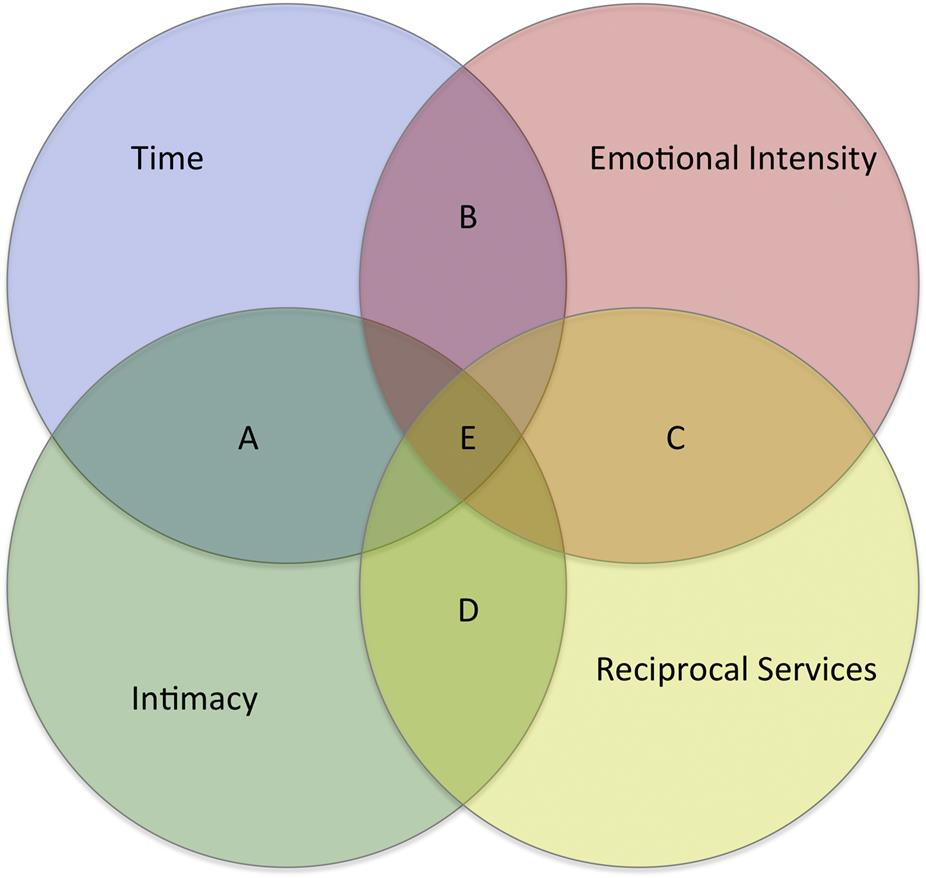 Time
Emotional Intensity
B
A
E
C
D
Intimacy
Reciprocal Services